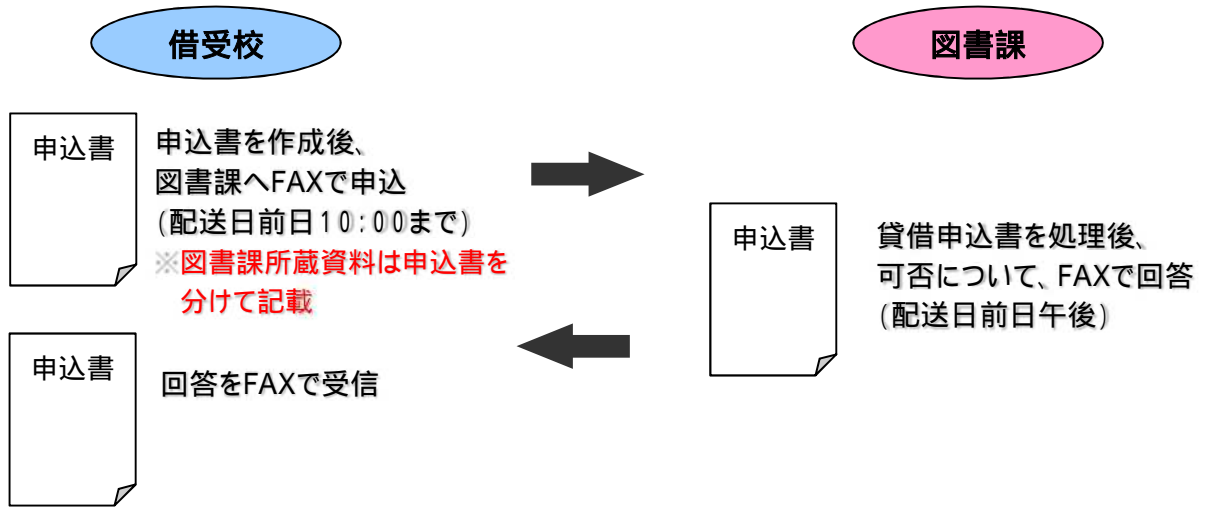 借受校
図書課
申込書
申込書を作成後、
図書課へFAXで申込
(配送日前日10:00まで)
※図書課所蔵資料は申込書を
分けて記載
申込書
貸借申込書を処理後、
可否について、FAXで回答
(配送日前日午後)
申込書
回答をFAXで受信